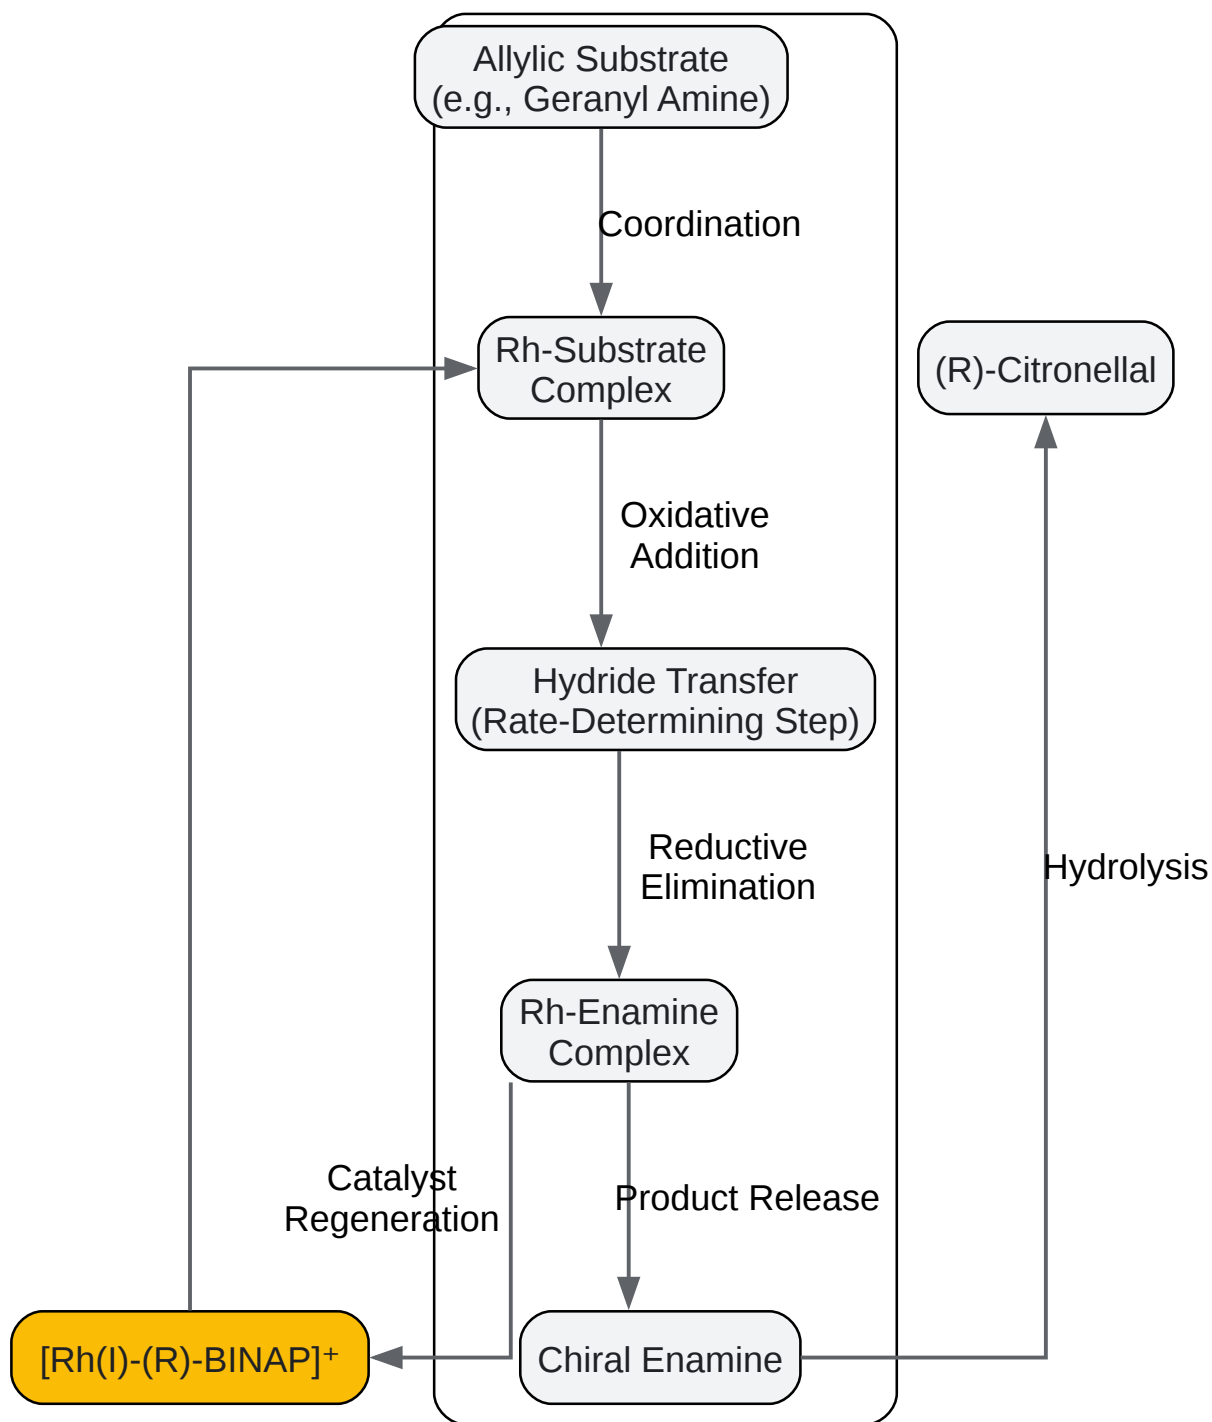 Allylic Substrate
(e.g., Geranyl Amine)
Coordination
Rh-Substrate
Complex
(R)-Citronellal
Oxidative
Addition
Hydride Transfer
(Rate-Determining Step)
Reductive
Elimination
Hydrolysis
Rh-Enamine
Complex
Catalyst
Regeneration
Product Release
[Rh(I)-(R)-BINAP]⁺
Chiral Enamine